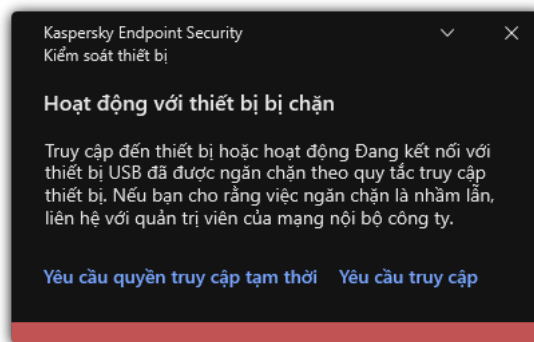 Kaspersky Endpoint Security
Kiểm soát thiết bị
Hoạt động với thiết bị bị chặn
Truy cập đến thiết bị hoặc hoạt động Đang kết nối với
thiết bị USB đã được ngăn chặn theo quy tắc truy cập
thiết bị. Nếu bạn cho rằng việc ngăn chặn là nhầm lẫn,
liên hệ với quản trị viên của mạng nội bộ công ty.
Yêu cầu quyền truy cập tạm thời Yêu cầu truy cập